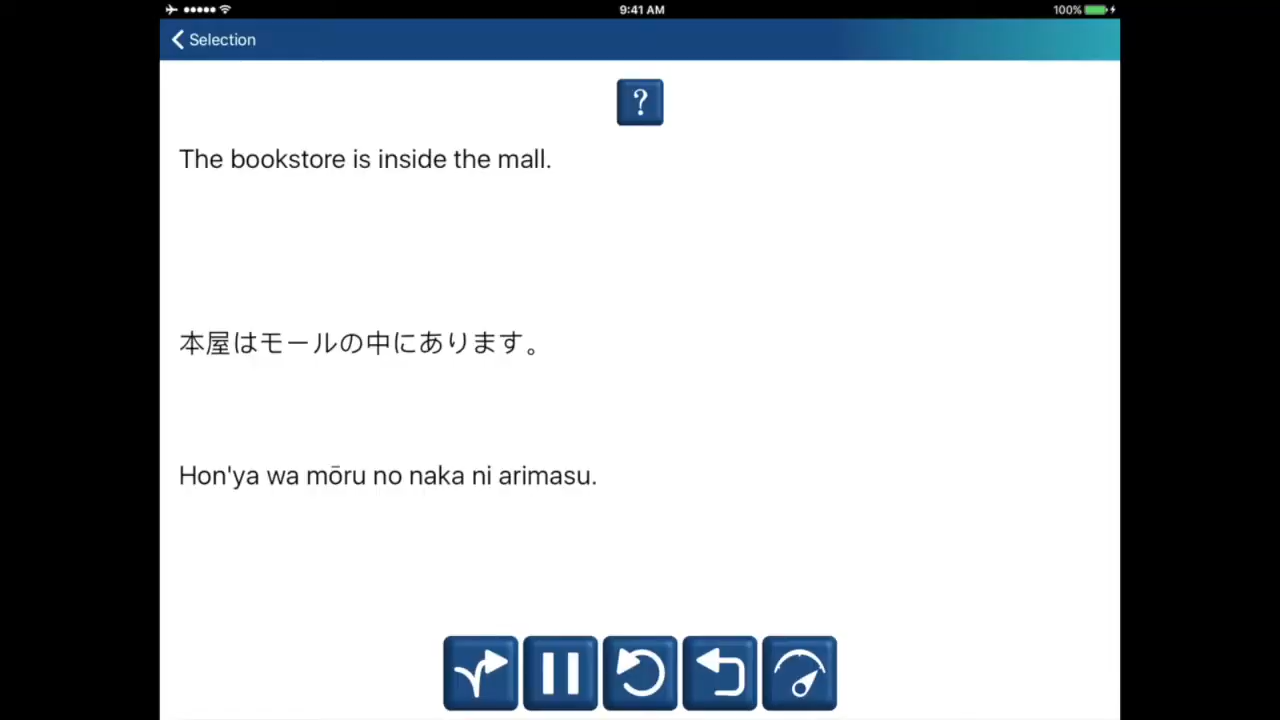 9:41 AM
100%
Selection
?
The bookstore is inside the mall.
本屋はモールの中にあります。
Hon'ya wa mōru no naka ni arimasu.